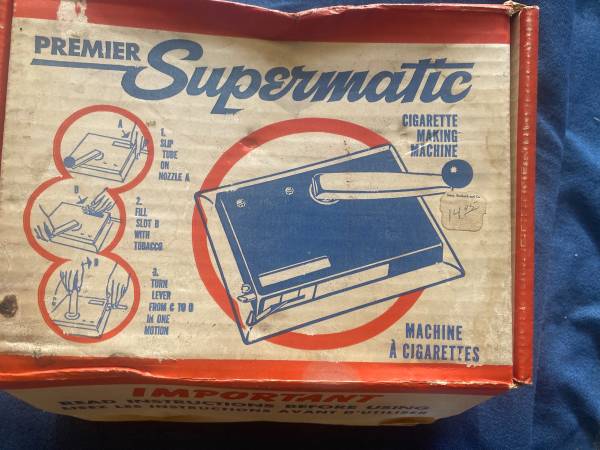 PREMIER
Supermatic
CIGARETTE
MAKING
MACHINE
A
1.
SLIP
TUBE
ON
NOZZLE A
B
2.
FILL
SLOT B
WITH
TOBACCO
3.
TURN
LEVER
FROM C TO D
IN ONE
MOTION
MACHINE
À CIGARETTES
IMPORTANT
READ INSTRUCTIONS BEFORE USING
LISEZ LES INSTRUCTIONS AVANT D'UTILISER